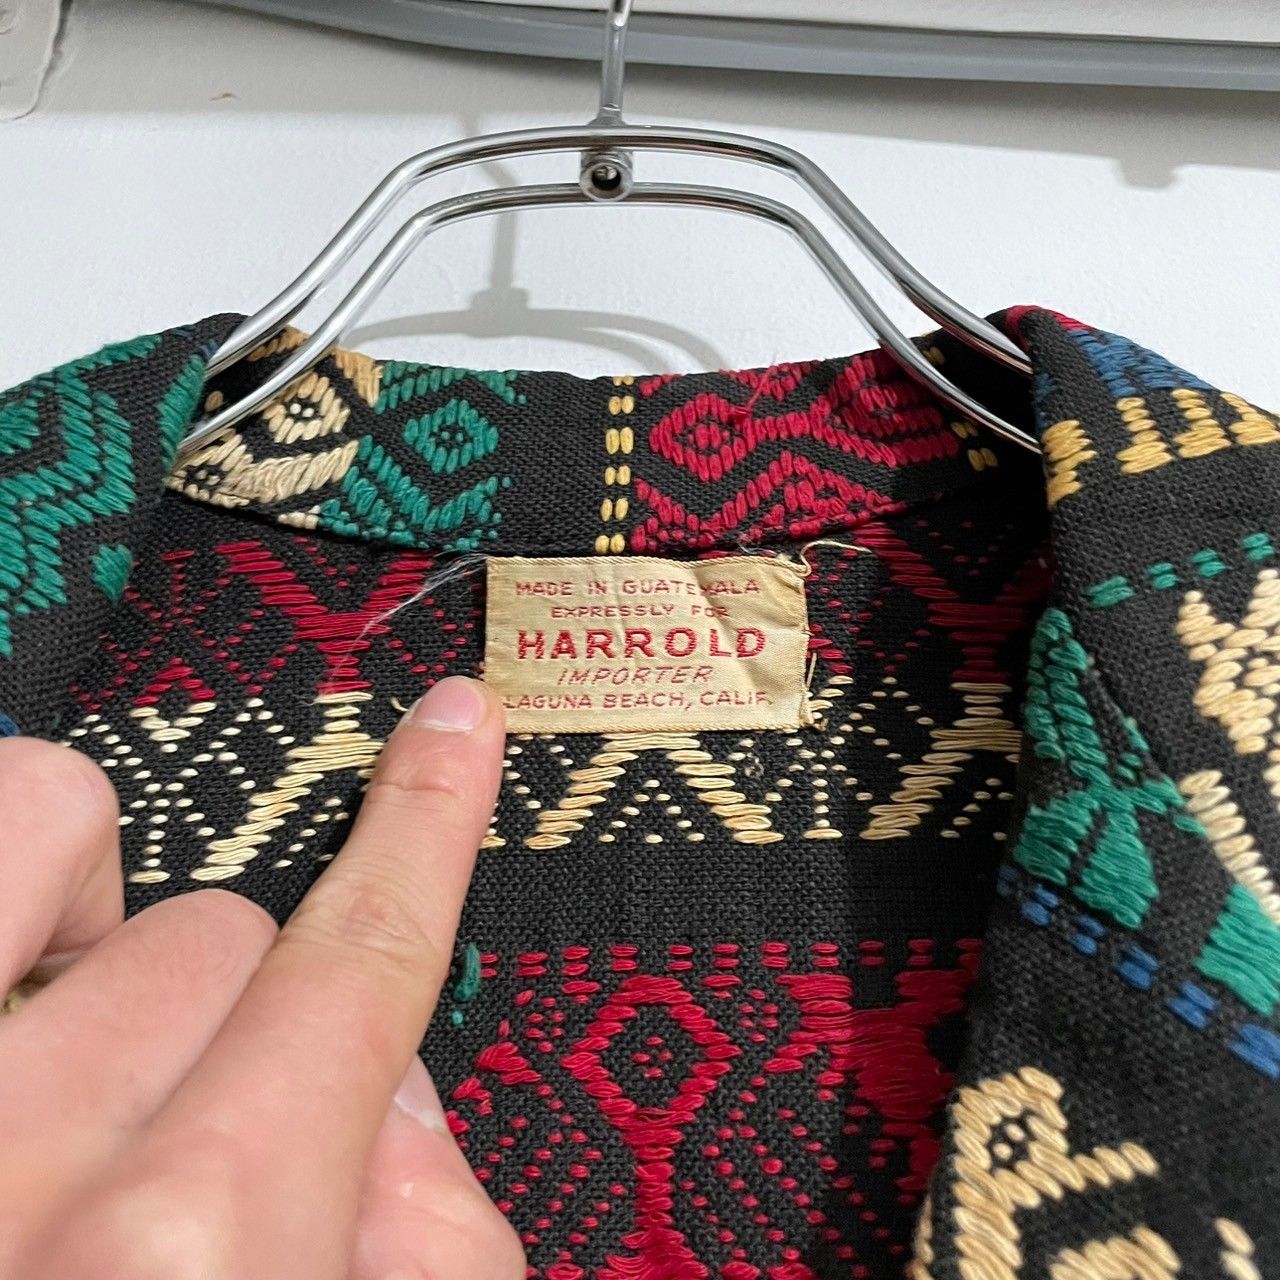 MADE IN GUATEMALA
EXPRESSLY FOR
HARROLD
IMPORTER
LAGUNA BEACH, CALIF.